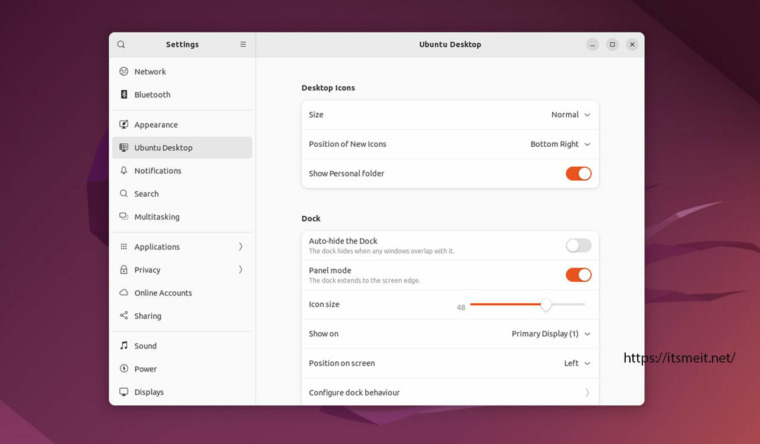 Settings
Ubuntu Desktop
Network
Bluetooth
Appearance
Ubuntu Desktop
Notifications
Search
Multitasking
Applications
Privacy
Online Accounts
Sharing
Sound
Power
Displays
Desktop Icons
Size Normal
Position of New Icons Bottom Right
Show Personal folder
Dock
Auto-hide the Dock
The dock hides when any windows overlap with it.
Panel mode
The dock extends to the screen edge.
Icon size 48
Show on Primary Display (1)
Position on screen Left
Configure dock behaviour
https://itsmeit.net/